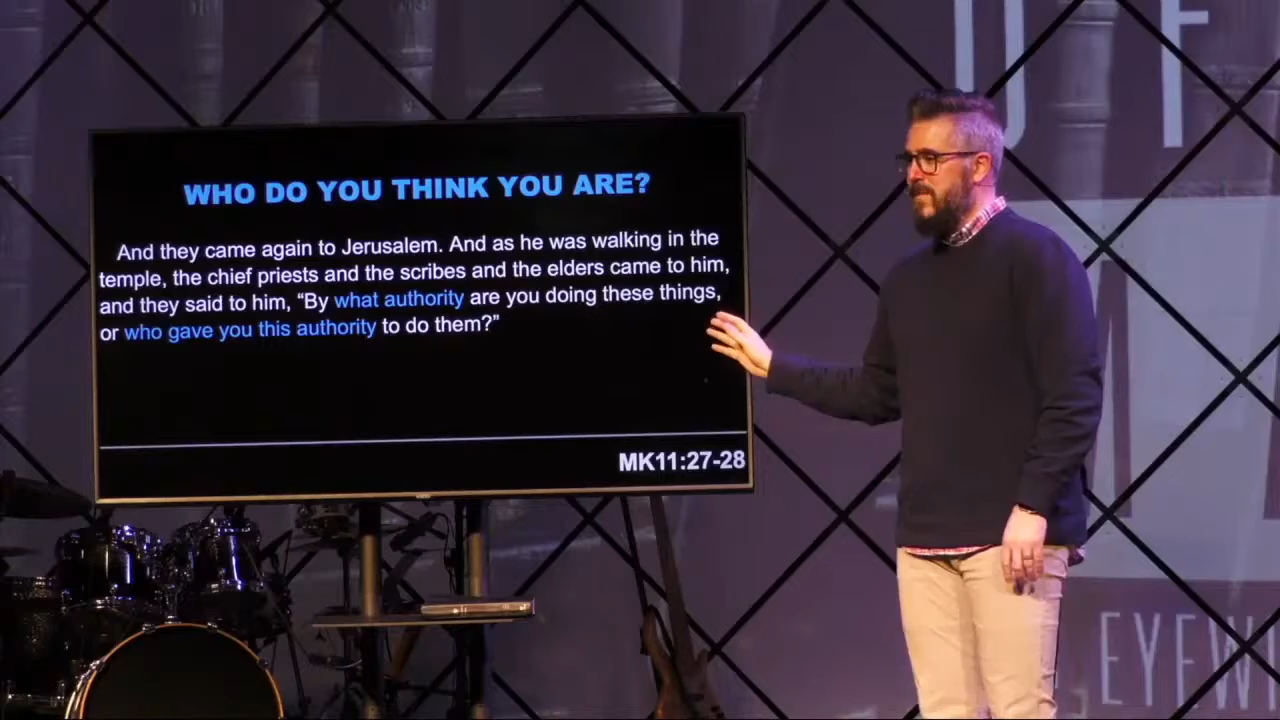 WHO DO YOU THINK YOU ARE?
And they came again to Jerusalem. And as he was walking in the
temple, the chief priests and the scribes and the elders came to him,
and they said to him, “By what authority are you doing these things,
or who gave you this authority to do them?”
MK11:27-28
OF